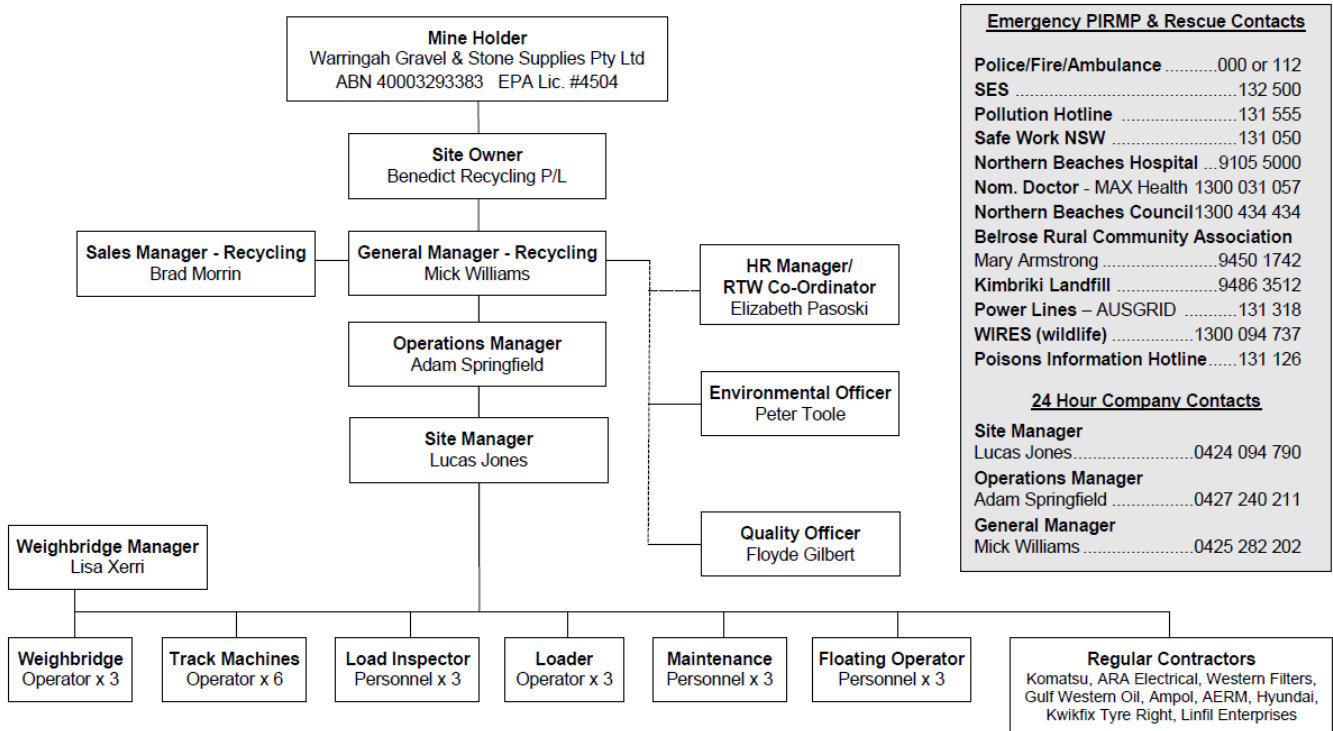 Mine Holder
Warringah Gravel & Stone Supplies Pty Ltd
ABN 40003293383 EPA Lic. #4504
Site Owner
Benedict Recycling P/L
Sales Manager - Recycling
Brad Morrin
General Manager - Recycling
Mick Williams
HR Manager/
RTW Co-Ordinator
Elizabeth Pasoski
Operations Manager
Adam Springfield
Environmental Officer
Peter Toole
Site Manager
Lucas Jones
Quality Officer
Floyde Gilbert
Weighbridge Manager
Lisa Xerri
Weighbridge
Operator x 3
Track Machines
Operator x 6
Load Inspector
Personnel x 3
Loader
Operator x 3
Maintenance
Personnel x 3
Floating Operator
Personnel x 3
Regular Contractors
Komatsu, ARA Electrical, Western Filters,
Gulf Western Oil, Ampol, AERM, Hyundai,
Kwikfix Tyre Right, Linfil Enterprises
Emergency PIRMP & Rescue Contacts
Police/Fire/Ambulance ..........000 or 112
SES ..........................................132 500
Pollution Hotline .......................131 555
Safe Work NSW .........................131 050
Northern Beaches Hospital ...9105 5000
Nom. Doctor - MAX Health 1300 031 057
Northern Beaches Council1300 434 434
Belrose Rural Community Association
Mary Armstrong .......................9450 1742
Kimbriki Landfill ........................9486 3512
Power Lines – AUSGRID ...........131 318
WIRES (wildlife) ..................1300 094 737
Poisons Information Hotline......131 126
24 Hour Company Contacts
Site Manager
Lucas Jones.........................0424 094 790
Operations Manager
Adam Springfield .................0427 240 211
General Manager
Mick Williams .......................0425 282 202